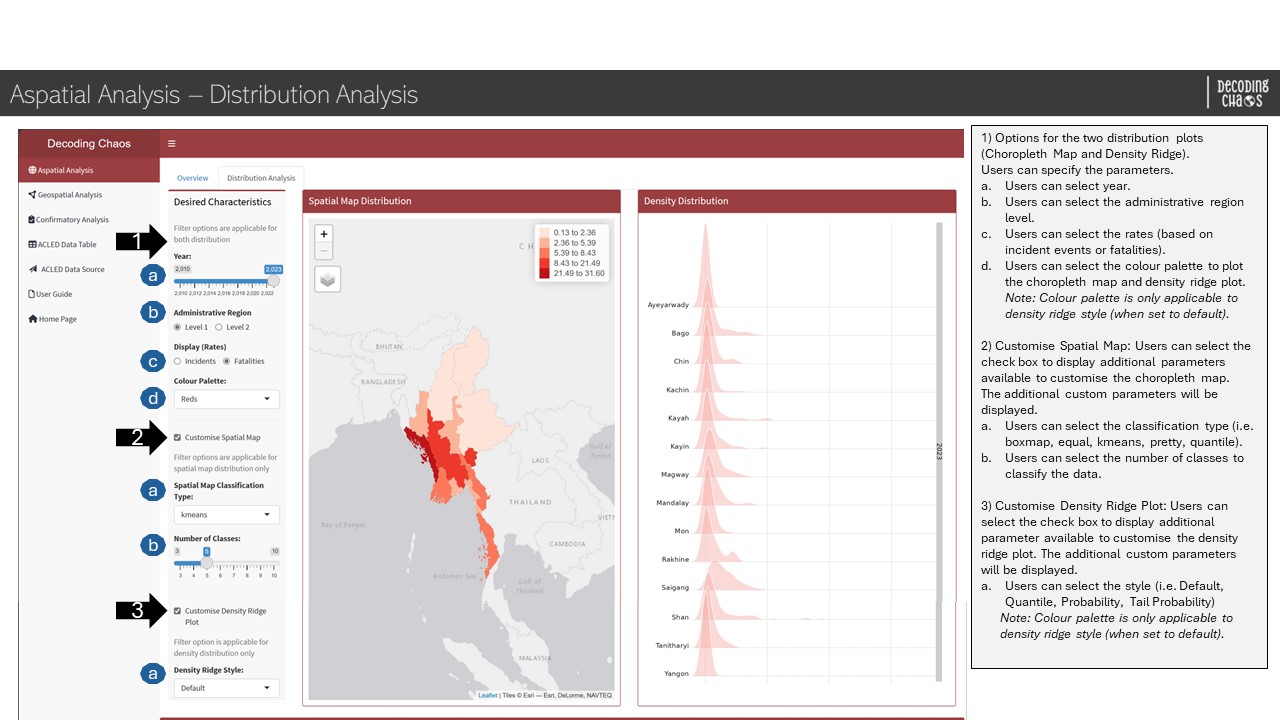 Aspatial Analysis – Distribution Analysis
DECODING
CHAOS
Decoding Chaos
Aspatial Analysis
Geospatial Analysis
Confirmatory Analysis
ACLED Data Table
ACLED Data Source
User Guide
Home Page
Overview
Distribution Analysis
Desired Characteristics
Filter options are applicable for
both distribution
1
Year:
a
2,010
2,023
2,010 2,012 2,014 2,016 2,018 2,020 2,022
b
Administrative Region
Level 1
Level 2
Display (Rates)
c
Incidents
Fatalities
Colour Palette:
d
Reds
2
Customise Spatial Map
Filter options are applicable for
spatial map distribution only
a
Spatial Map Classification
Type:
kmeans
b
Number of Classes:
3
5
10
3 4 5 6 7 8 9 10
3
Customise Density Ridge
Plot
Filter option is applicable for
density distribution only
a
Density Ridge Style:
Default
Spatial Map Distribution
+
−
0.13 to 2.36
2.36 to 5.39
5.39 to 8.43
8.43 to 21.49
21.49 to 31.60
C H
BHUTAN
BANGLADESH
LAOS
Gulf of
Tonkin
THAILAND
VIETN
Bay of Bengal
CAMBODIA
Andaman Sea
Gulf of
Thailand
MALAYSIA
Leaflet | Tiles © Esri — Esri, DeLorme, NAVTEQ
Density Distribution
Ayeyarwady
Bago
Chin
Kachin
Kayah
Kayin
Magway
Mandalay
Mon
Rakhine
Saigang
Shan
Tanitharyi
Yangon
2023
1) Options for the two distribution plots
(Choropleth Map and Density Ridge).
Users can specify the parameters.
a. Users can select year.
b. Users can select the administrative region
level.
c. Users can select the rates (based on
incident events or fatalities).
d. Users can select the colour palette to plot
the choropleth map and density ridge plot.
Note: Colour palette is only applicable to
density ridge style (when set to default).
2) Customise Spatial Map: Users can select the
check box to display additional parameters
available to customise the choropleth map.
The additional custom parameters will be
displayed.
a. Users can select the classification type (i.e.
boxmap, equal, kmeans, pretty, quantile).
b. Users can select the number of classes to
classify the data.
3) Customise Density Ridge Plot: Users can
select the check box to display additional
parameter available to customise the density
ridge plot. The additional custom parameters
will be displayed.
a. Users can select the style (i.e. Default,
Quantile, Probability, Tail Probability)
Note: Colour palette is only applicable to
density ridge style (when set to default).